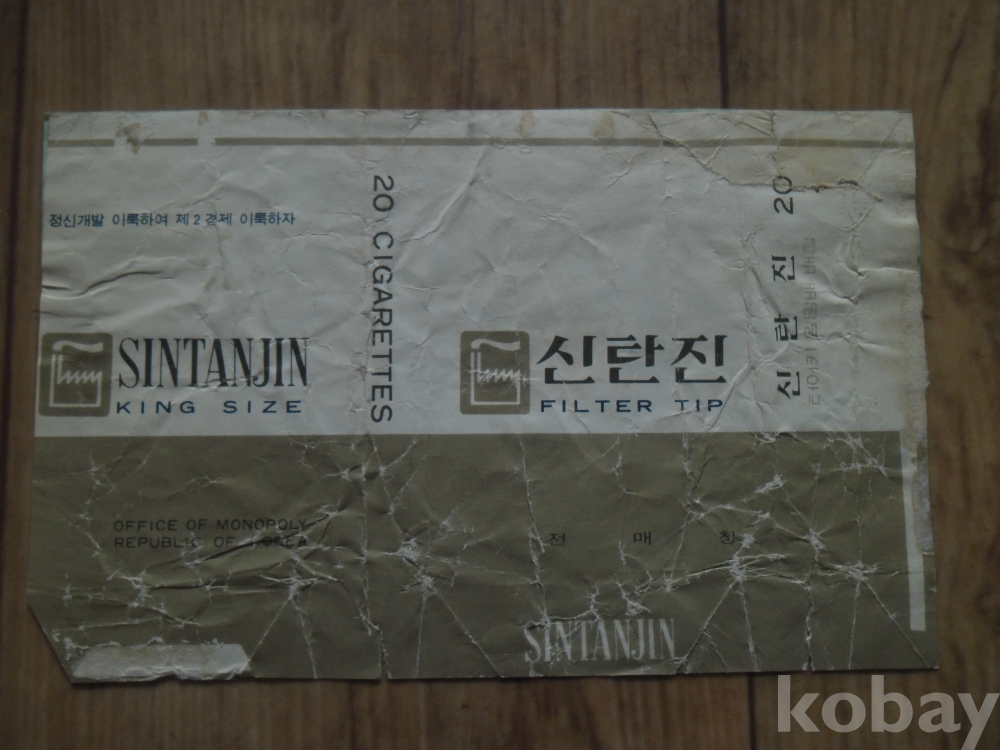 정신개발 이룩하여 제2경제 이룩하자
SINTANJIN
KING SIZE
OFFICE OF MONOPOLY
REPUBLIC OF KOREA
20 CIGARETTES
신탄진
FILTER TIP
전매청
SINTANJIN
신탄진 20
kobay